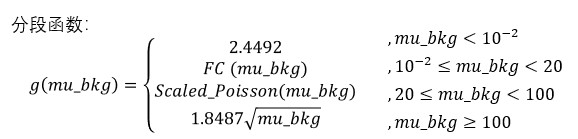 分段函数:
2.4492 , mu_bkg < 10⁻²
FC (mu_bkg) , 10⁻² ≤ mu_bkg < 20
g(mu_bkg) = {
Scaled_Poisson(mu_bkg) , 20 ≤ mu_bkg < 100
1.8487√mu_bkg , mu_bkg ≥ 100